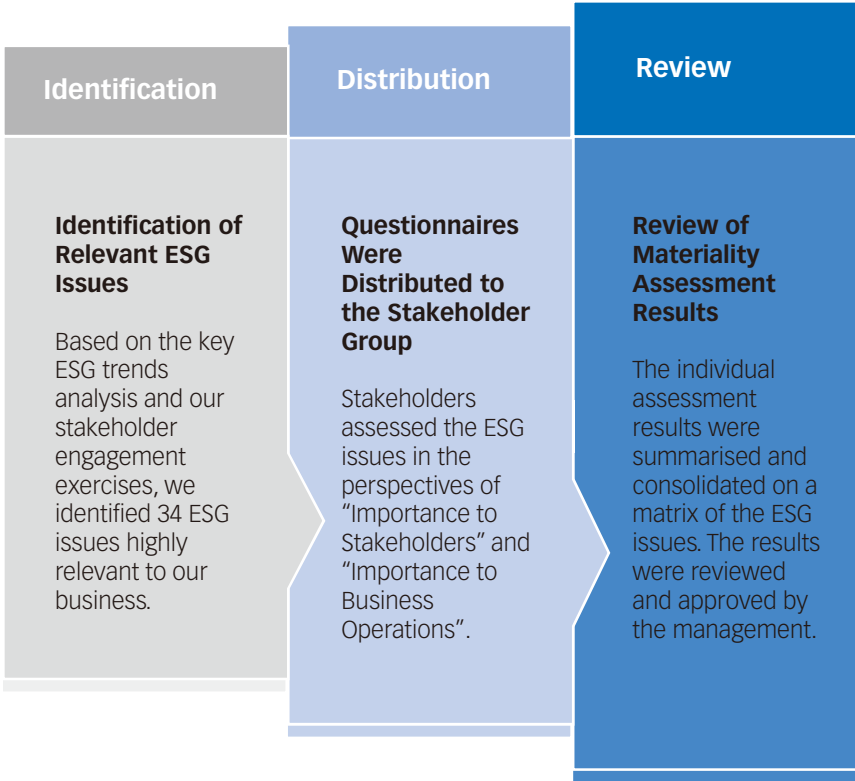 Identification
Identification of
Relevant ESG
Issues
Based on the key
ESG trends
analysis and our
stakeholder
engagement
exercises, we
identified 34 ESG
issues highly
relevant to our
business.
Distribution
Questionnaires
Were
Distributed to
the Stakeholder
Group
Stakeholders
assessed the ESG
issues in the
perspectives of
“Importance to
Stakeholders” and
“Importance to
Business
Operations”.
Review
Review of
Materiality
Assessment
Results
The individual
assessment
results were
summarised and
consolidated on a
matrix of the ESG
issues. The results
were reviewed
and approved by
the management.